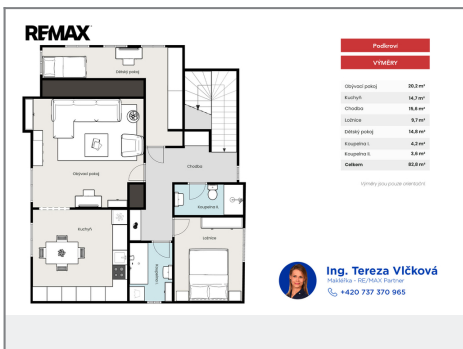 RE/MAX
Podkroví
VÝMĚRY
Obývací pokoj 20,2 m²
Kuchyň 14,7 m²
Chodba 15,6 m²
Ložnice 9,7 m²
Dětský pokoj 14,8 m²
Koupelna I. 4,2 m²
Koupelna II. 3,6 m²
Celkem 82,8 m²
Výměry jsou pouze orientační
Dětský pokoj
Chodba
Obývací pokoj
Koupelna II.
Kuchyň
Ložnice
Koupelna I.
Ing. Tereza Vlčková
Makléřka - RE/MAX Partner
+420 737 370 965